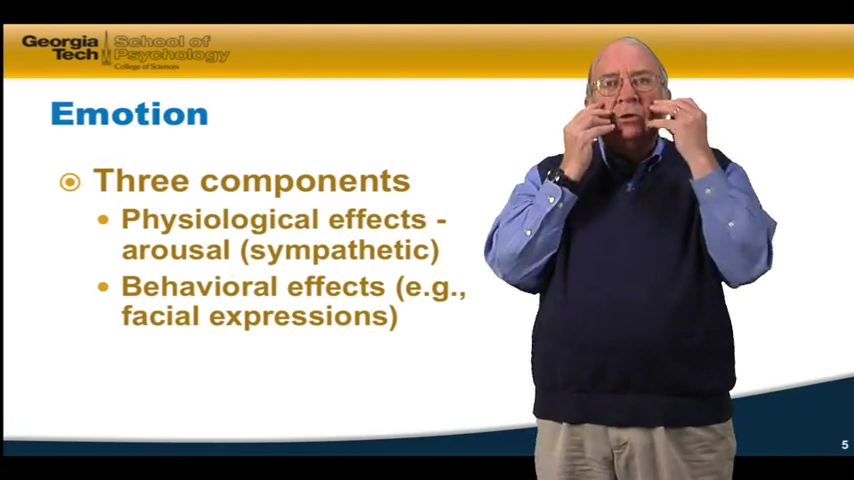 Georgia Tech
School of Psychology
College of Sciences
Emotion
Three components
Physiological effects -
arousal (sympathetic)
Behavioral effects (e.g.,
facial expressions)
5